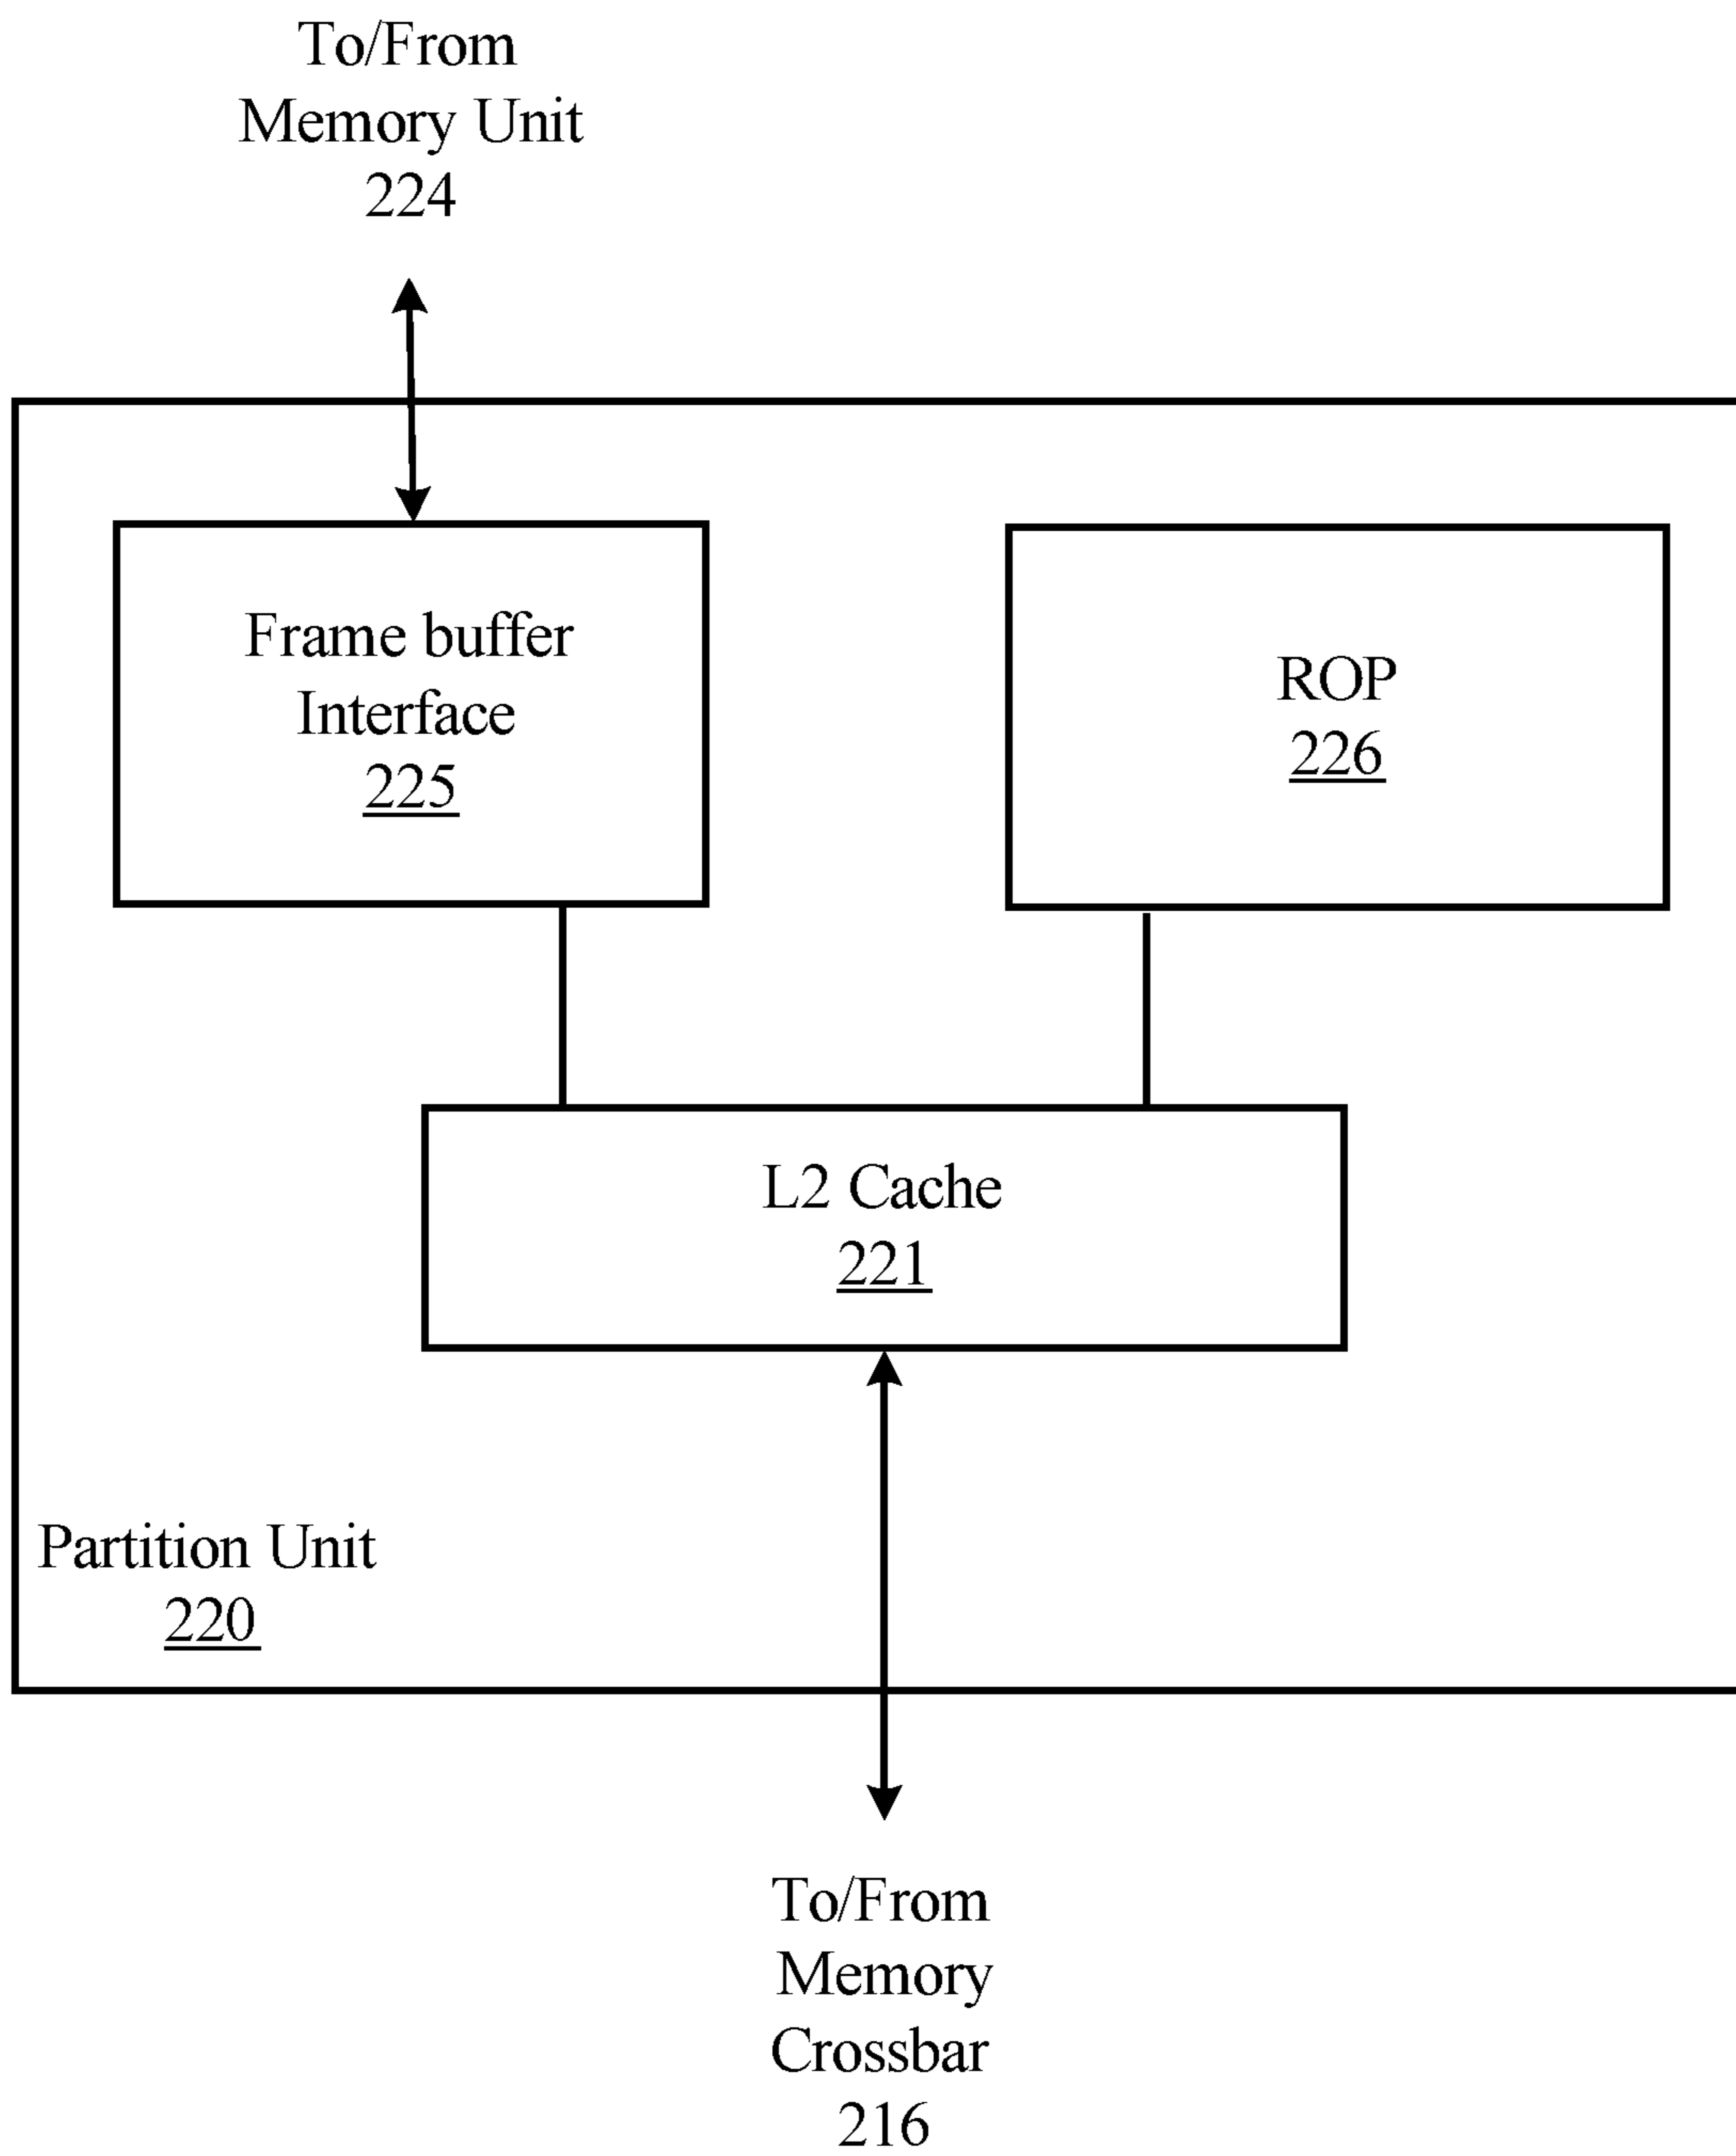 To/From
Memory Unit
224
Frame buffer
Interface
225
ROP
226
L2 Cache
221
Partition Unit
220
To/From
Memory
Crossbar
216